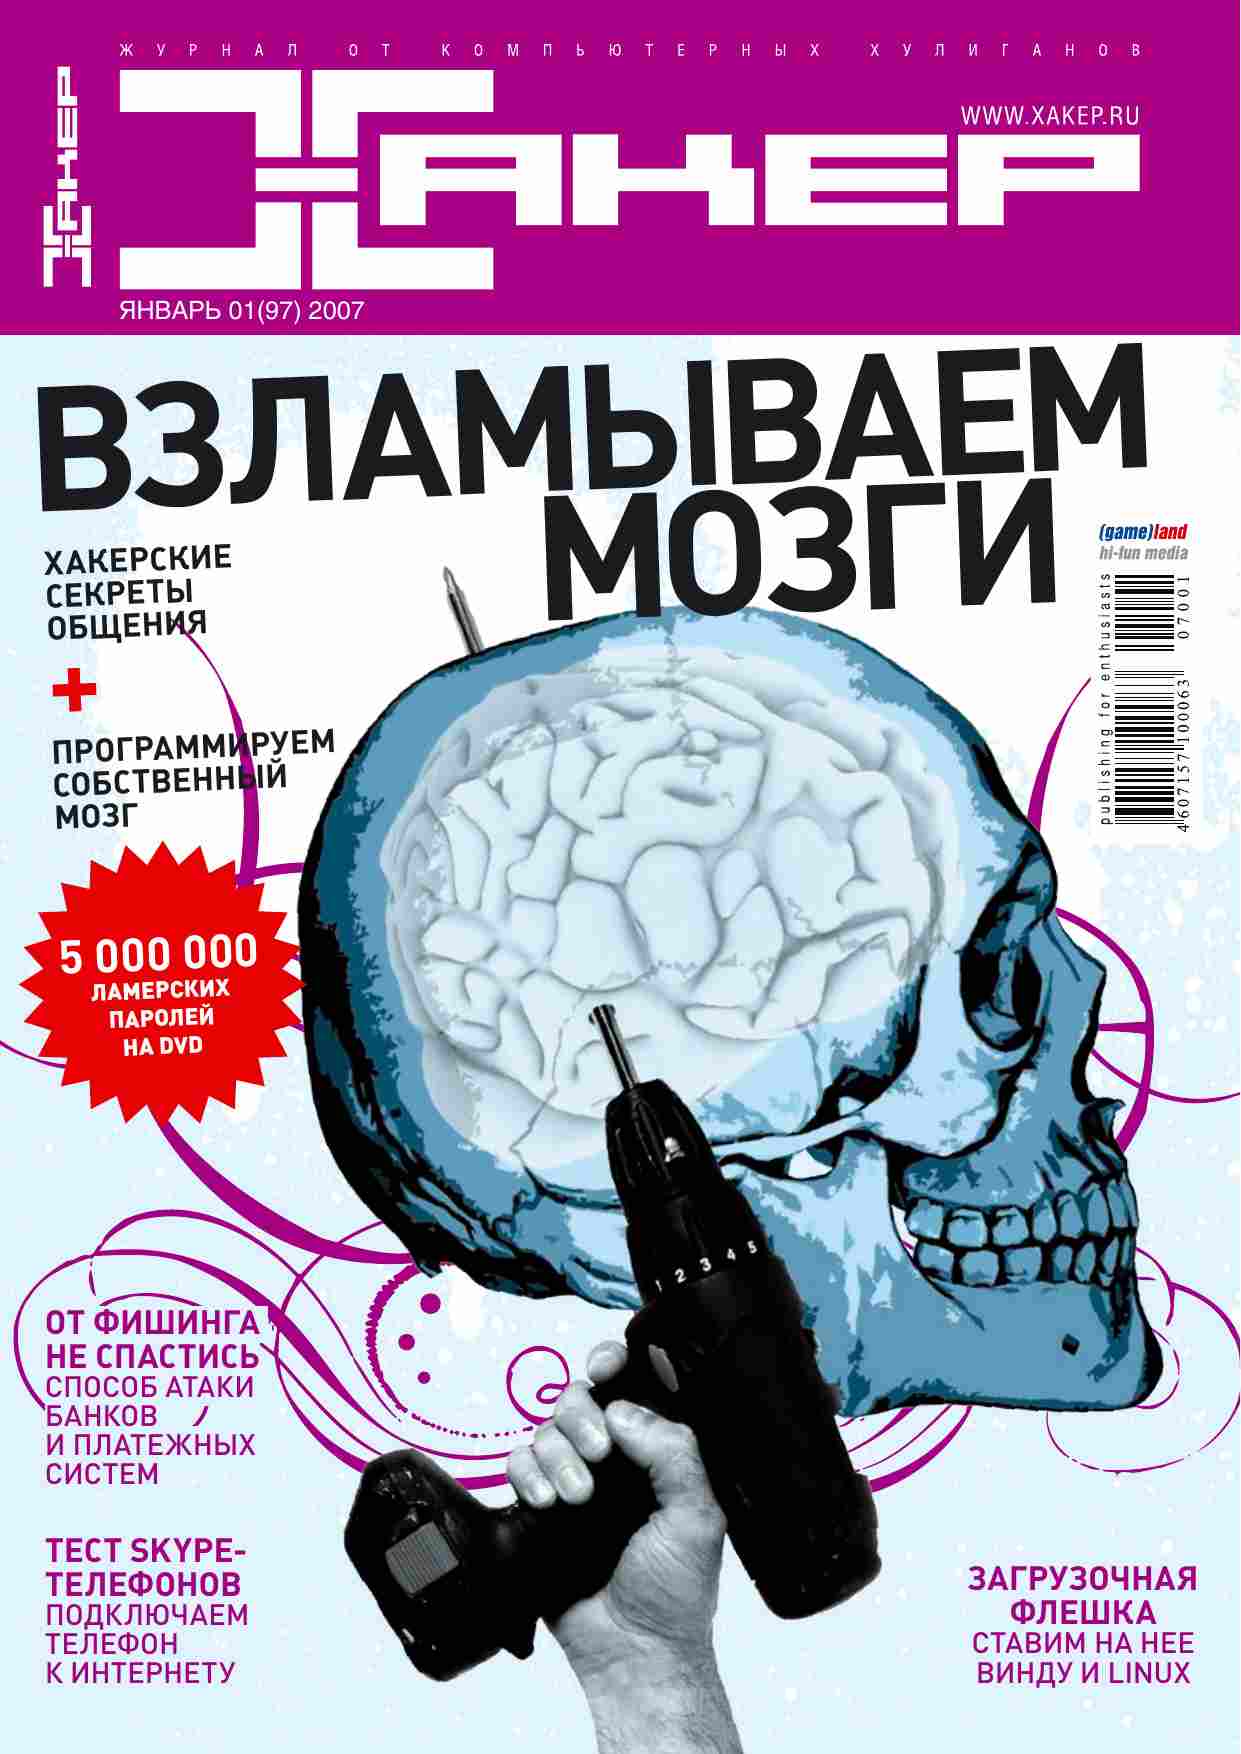 ЖУРНАЛ ОТ КОМПЬЮТЕРНЫХ ХУЛИГАНОВ
ХАКЕР
WWW.XAKEP.RU
ХАКЕР
ЯНВАРЬ 01(97) 2007
ВЗЛАМЫВАЕМ
МОЗГИ
ХАКЕРСКИЕ
СЕКРЕТЫ
ОБЩЕНИЯ
+
ПРОГРАММИРУЕМ
СОБСТВЕННЫЙ
МОЗГ
(game)land
hi-fun media
publishing for enthusiasts
07001
4607157100063
5 000 000
ЛАМЕРСКИХ
ПАРОЛЕЙ
НА DVD
1 2 3 4 5
ОТ ФИШИНГА
НЕ СПАСТИСЬ
СПОСОБ АТАКИ
БАНКОВ
И ПЛАТЕЖНЫХ
СИСТЕМ
ТЕСТ SKYPE-
ТЕЛЕФОНОВ
ПОДКЛЮЧАЕМ
ТЕЛЕФОН
К ИНТЕРНЕТУ
ЗАГРУЗОЧНАЯ
ФЛЕШКА
СТАВИМ НА НЕЕ
ВИНДУ И LINUX